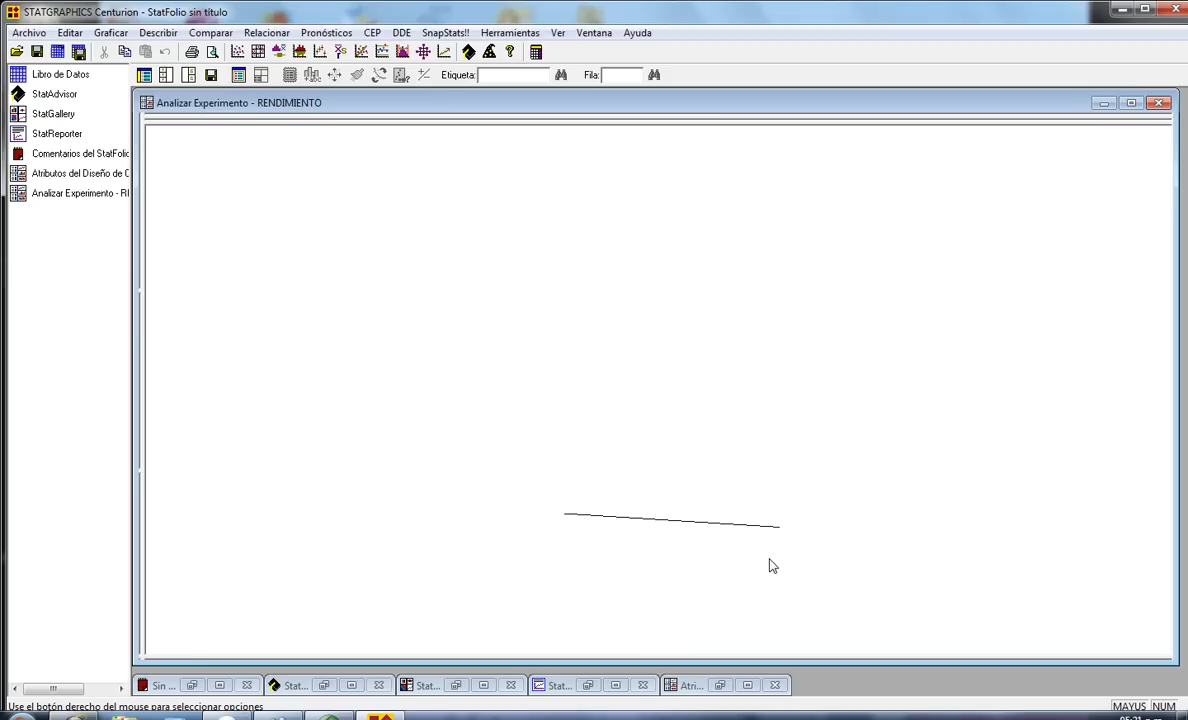 STATGRAPHICS Centurion - StatFolio sin título
Archivo Editar Graficar Describir Comparar Relacionar Pronósticos CEP DDE SnapStats!! Herramientas Ver Ventana Ayuda
Etiqueta: Fila:
Libro de Datos
StatAdvisor
StatGallery
StatReporter
Comentarios del StatFolio
Atributos del Diseño de C
Analizar Experimento - RI
Analizar Experimento - RENDIMIENTO
Sin ... Stat... Stat... Stat... Atri...
Use el botón derecho del mouse para seleccionar opciones
MAYUS NUM